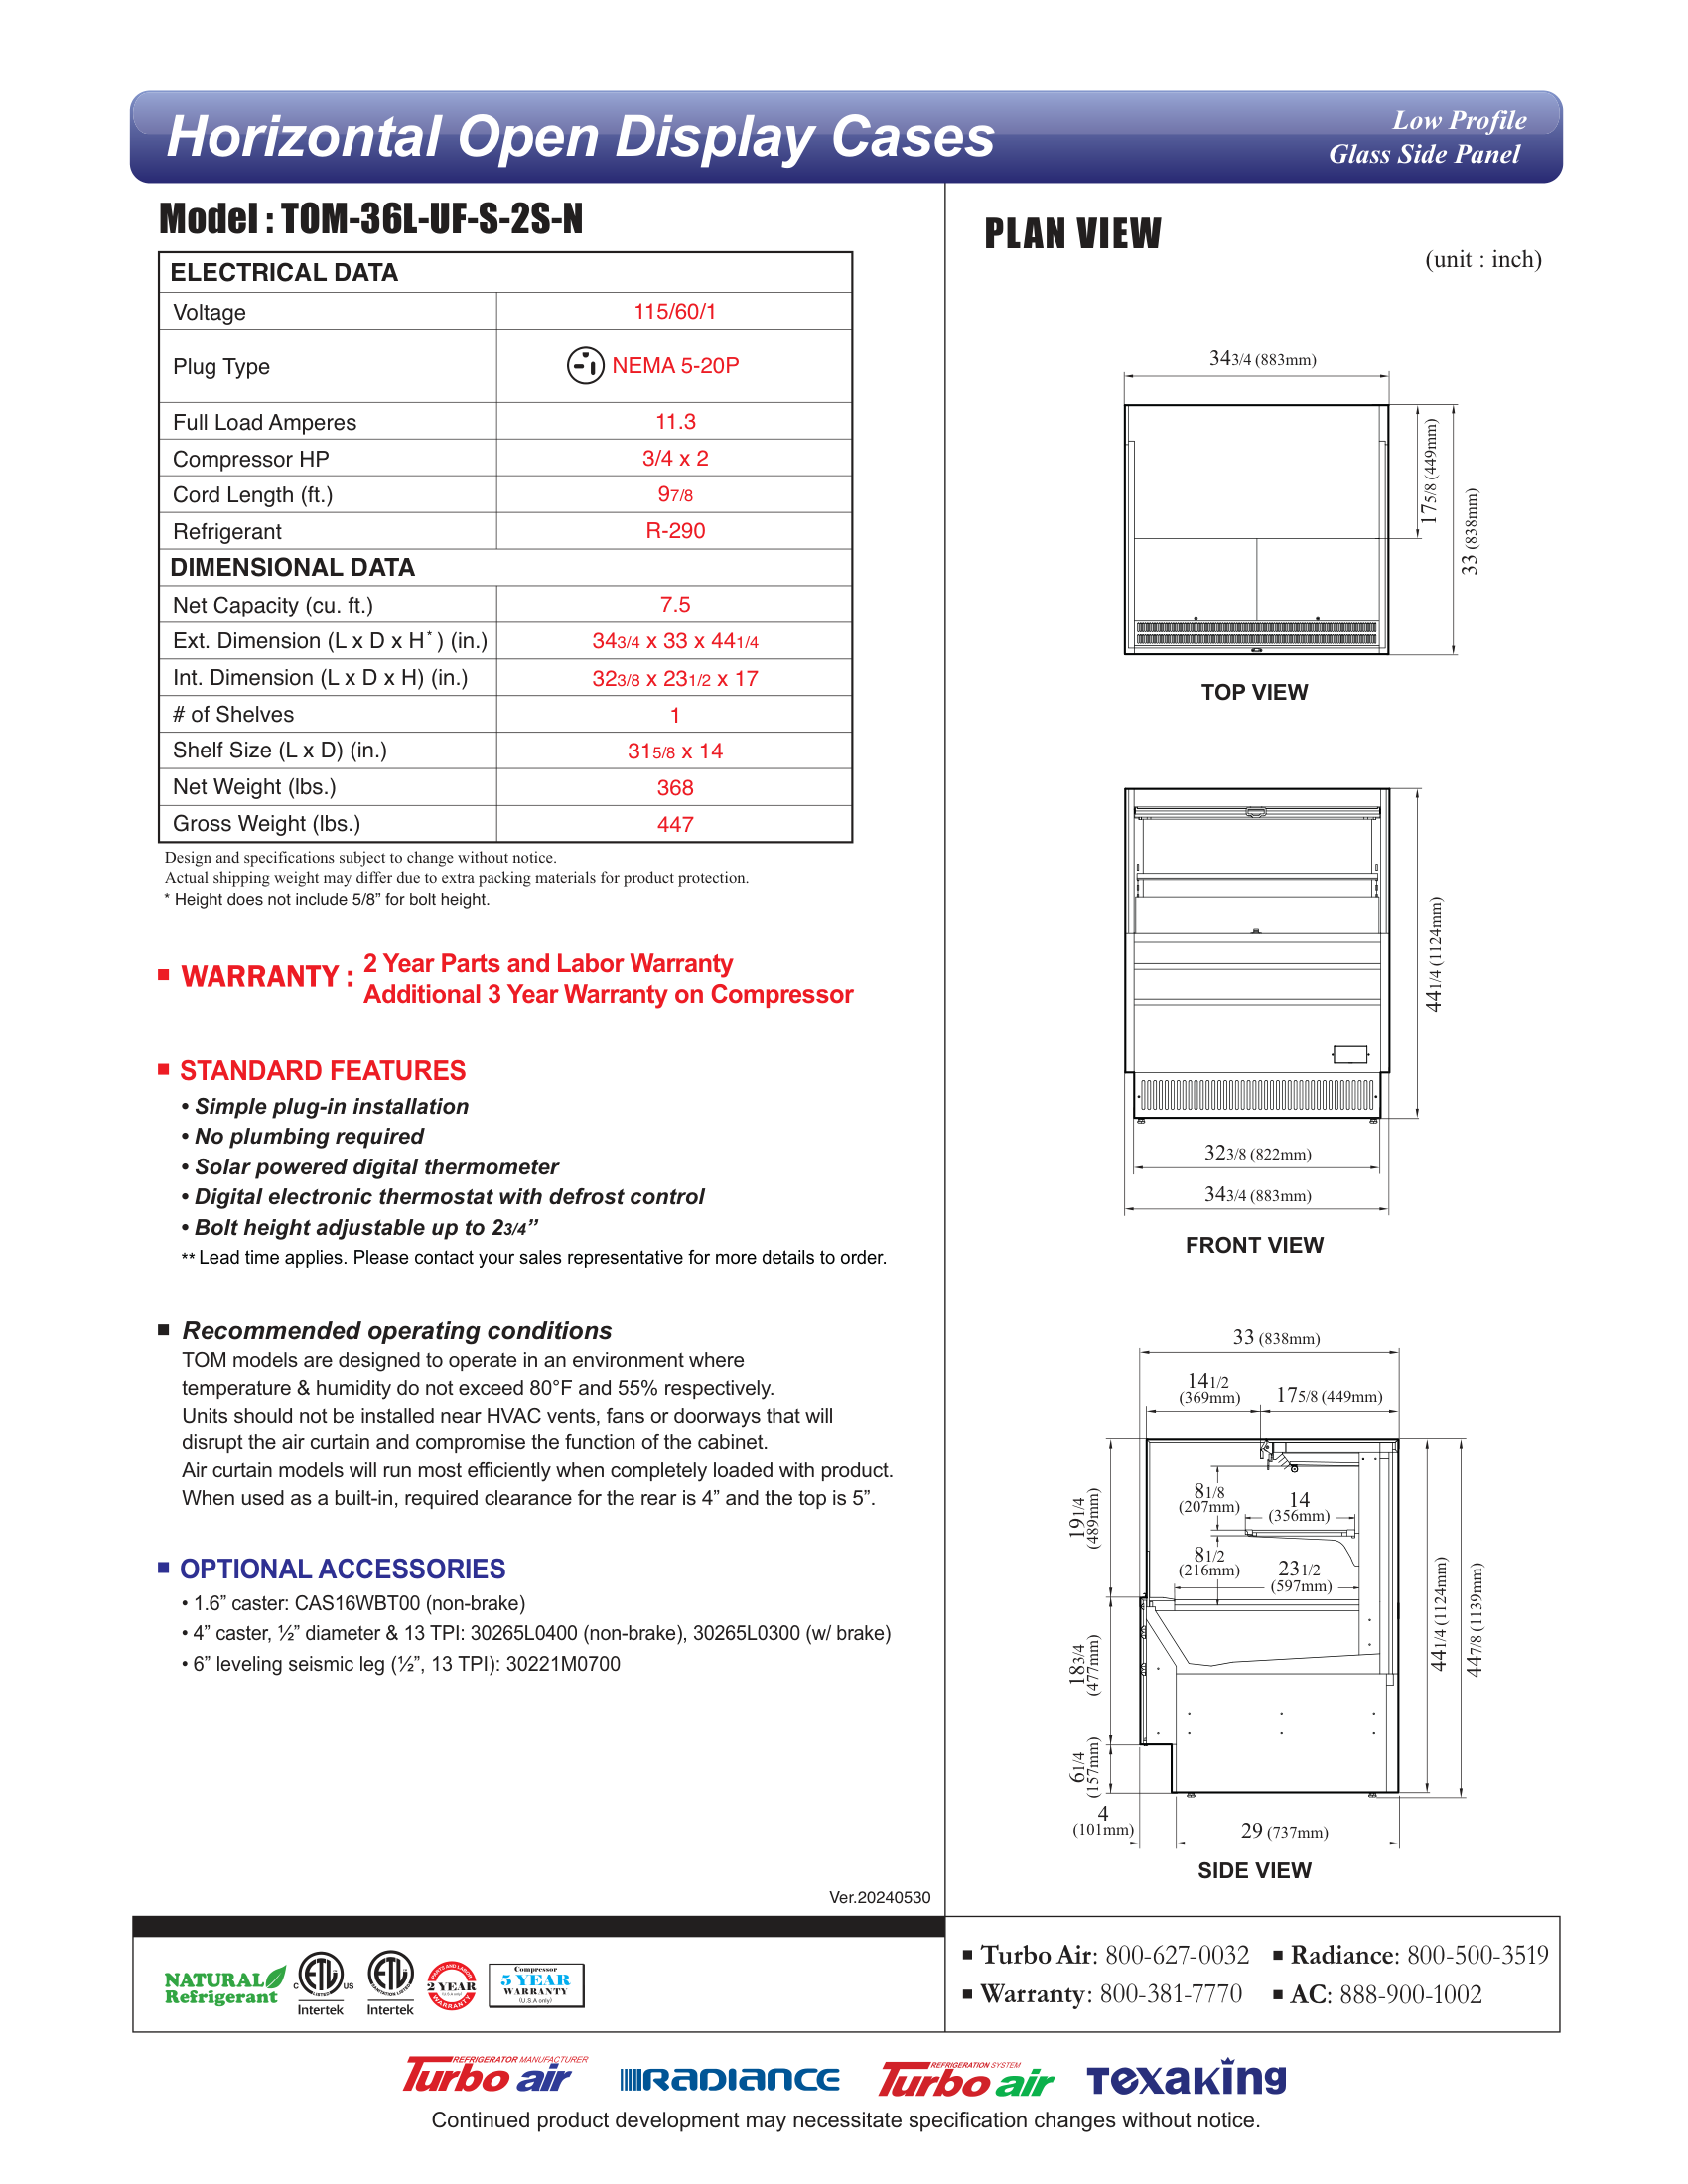 Horizontal Open Display Cases
Low Profile
Glass Side Panel
Model : TOM-36L-UF-S-2S-N
ELECTRICAL DATA
Voltage 115/60/1
Plug Type NEMA 5-20P
Full Load Amperes 11.3
Compressor HP 3/4 x 2
Cord Length (ft.) 97/8
Refrigerant R-290
DIMENSIONAL DATA
Net Capacity (cu. ft.) 7.5
Ext. Dimension (L x D x H*) (in.) 343/4 x 33 x 441/4
Int. Dimension (L x D x H) (in.) 323/8 x 231/2 x 17
# of Shelves 1
Shelf Size (L x D) (in.) 315/8 x 14
Net Weight (lbs.) 368
Gross Weight (lbs.) 447
Design and specifications subject to change without notice.
Actual shipping weight may differ due to extra packing materials for product protection.
* Height does not include 5/8” for bolt height.
■ WARRANTY : 2 Year Parts and Labor Warranty
Additional 3 Year Warranty on Compressor
■ STANDARD FEATURES
• Simple plug-in installation
• No plumbing required
• Solar powered digital thermometer
• Digital electronic thermostat with defrost control
• Bolt height adjustable up to 23/4”
** Lead time applies. Please contact your sales representative for more details to order.
■ Recommended operating conditions
TOM models are designed to operate in an environment where
temperature & humidity do not exceed 80°F and 55% respectively.
Units should not be installed near HVAC vents, fans or doorways that will
disrupt the air curtain and compromise the function of the cabinet.
Air curtain models will run most efficiently when completely loaded with product.
When used as a built-in, required clearance for the rear is 4” and the top is 5”.
■ OPTIONAL ACCESSORIES
• 1.6” caster: CAS16WBT00 (non-brake)
• 4” caster, ½” diameter & 13 TPI: 30265L0400 (non-brake), 30265L0300 (w/ brake)
• 6” leveling seismic leg (½”, 13 TPI): 30221M0700
Ver.20240530
PLAN VIEW
(unit : inch)
343/4 (883mm)
175/8 (449mm)
33 (838mm)
TOP VIEW
441/4 (1124mm)
323/8 (822mm)
343/4 (883mm)
FRONT VIEW
33 (838mm)
141/2
(369mm)
175/8 (449mm)
191/4
(489mm)
81/8
(207mm)
14
(356mm)
81/2
(216mm)
231/2
(597mm)
183/4
(477mm)
61/4
(157mm)
441/4 (1124mm)
447/8 (1139mm)
4
(101mm)
29 (737mm)
SIDE VIEW
NATURAL
Refrigerant
C ETL US
LISTED
Intertek
ETL
SANITATION LISTED
Intertek
PARTS AND LABOR
2 YEAR
WARRANTY
Compressor
5 YEAR
WARRANTY
(U.S.A only)
■ Turbo Air: 800-627-0032 ■ Radiance: 800-500-3519
■ Warranty: 800-381-7770 ■ AC: 888-900-1002
REFRIGERATOR MANUFACTURER
Turbo air
RADIANCE
REFRIGERATION SYSTEM
Turbo air
Texaking
Continued product development may necessitate specification changes without notice.